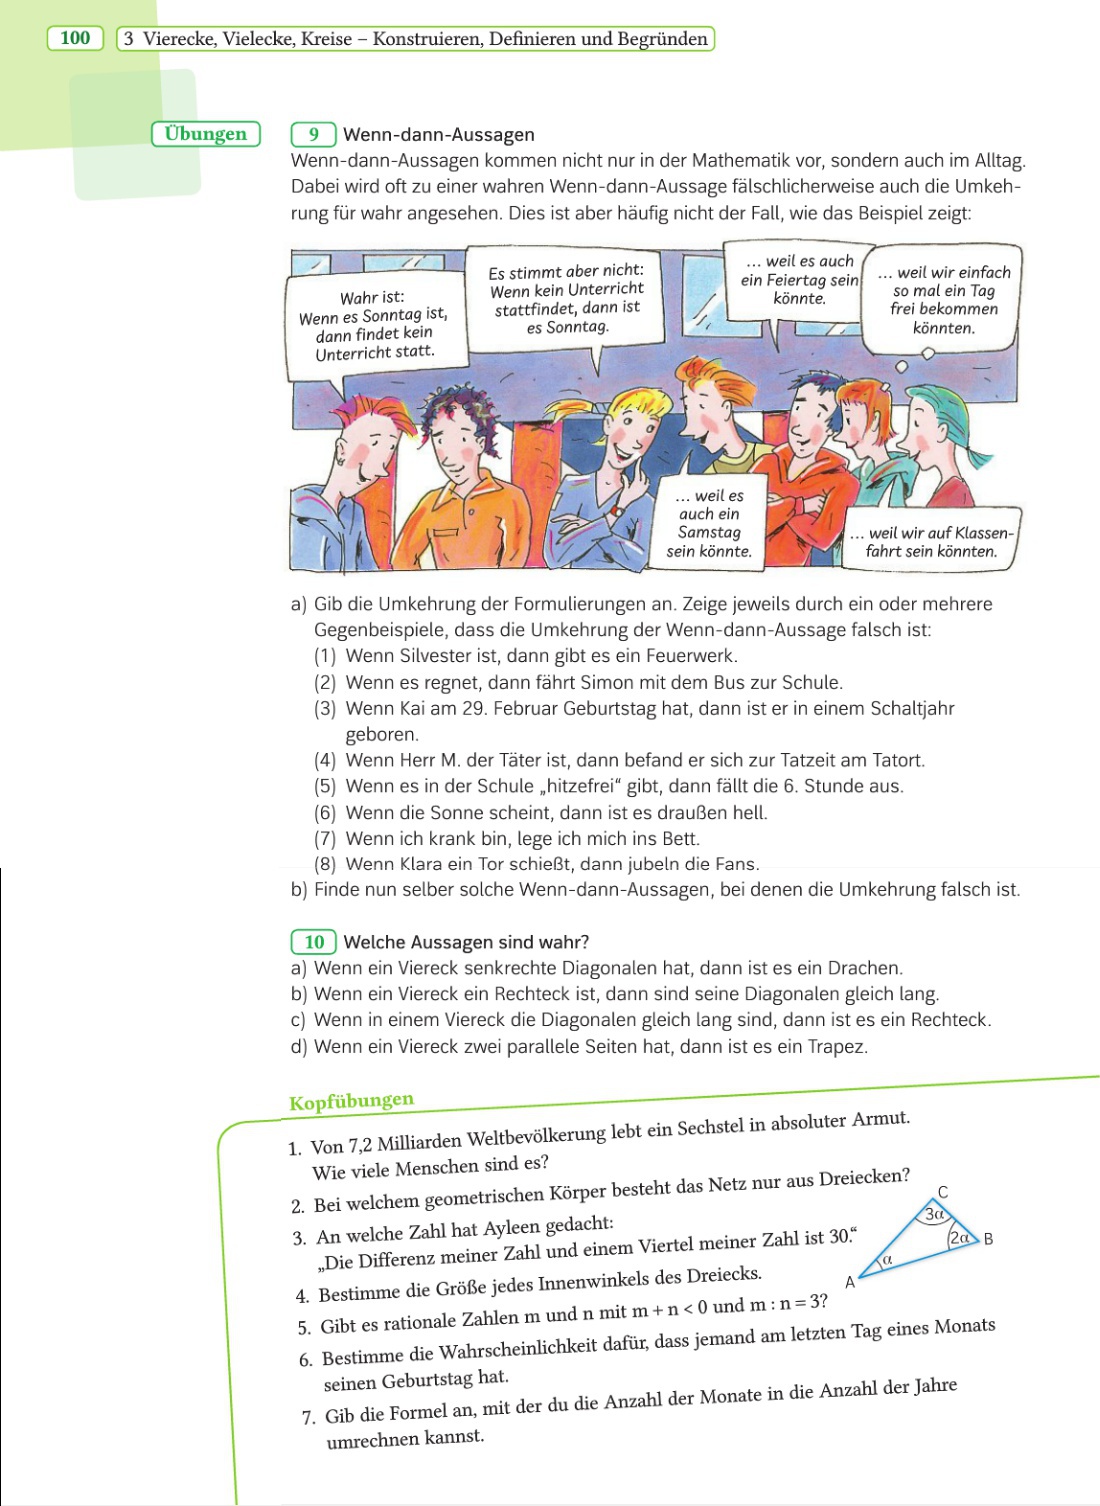 100
3 Vierecke, Vielecke, Kreise – Konstruieren, Definieren und Begründen
Übungen
9 Wenn-dann-Aussagen
Wenn-dann-Aussagen kommen nicht nur in der Mathematik vor, sondern auch im Alltag.
Dabei wird oft zu einer wahren Wenn-dann-Aussage fälschlicherweise auch die Umkeh-
rung für wahr angesehen. Dies ist aber häufig nicht der Fall, wie das Beispiel zeigt:
Wahr ist:
Wenn es Sonntag ist,
dann findet kein
Unterricht statt.
Es stimmt aber nicht:
Wenn kein Unterricht
stattfindet, dann ist
es Sonntag.
... weil es auch
ein Feiertag sein
könnte.
... weil wir einfach
so mal ein Tag
frei bekommen
könnten.
... weil es
auch ein
Samstag
sein könnte.
... weil wir auf Klassen-
fahrt sein könnten.
a) Gib die Umkehrung der Formulierungen an. Zeige jeweils durch ein oder mehrere
Gegenbeispiele, dass die Umkehrung der Wenn-dann-Aussage falsch ist:
(1) Wenn Silvester ist, dann gibt es ein Feuerwerk.
(2) Wenn es regnet, dann fährt Simon mit dem Bus zur Schule.
(3) Wenn Kai am 29. Februar Geburtstag hat, dann ist er in einem Schaltjahr
geboren.
(4) Wenn Herr M. der Täter ist, dann befand er sich zur Tatzeit am Tatort.
(5) Wenn es in der Schule „hitzefrei“ gibt, dann fällt die 6. Stunde aus.
(6) Wenn die Sonne scheint, dann ist es draußen hell.
(7) Wenn ich krank bin, lege ich mich ins Bett.
(8) Wenn Klara ein Tor schießt, dann jubeln die Fans.
b) Finde nun selber solche Wenn-dann-Aussagen, bei denen die Umkehrung falsch ist.
10 Welche Aussagen sind wahr?
a) Wenn ein Viereck senkrechte Diagonalen hat, dann ist es ein Drachen.
b) Wenn ein Viereck ein Rechteck ist, dann sind seine Diagonalen gleich lang.
c) Wenn in einem Viereck die Diagonalen gleich lang sind, dann ist es ein Rechteck.
d) Wenn ein Viereck zwei parallele Seiten hat, dann ist es ein Trapez.
Kopfübungen
1. Von 7,2 Milliarden Weltbevölkerung lebt ein Sechstel in absoluter Armut.
Wie viele Menschen sind es?
2. Bei welchem geometrischen Körper besteht das Netz nur aus Dreiecken?
3. An welche Zahl hat Ayleen gedacht:
„Die Differenz meiner Zahl und einem Viertel meiner Zahl ist 30.“
4. Bestimme die Größe jedes Innenwinkels des Dreiecks.
C
3α
2α
B
α
A
5. Gibt es rationale Zahlen m und n mit m + n < 0 und m : n = 3?
6. Bestimme die Wahrscheinlichkeit dafür, dass jemand am letzten Tag eines Monats
seinen Geburtstag hat.
7. Gib die Formel an, mit der du die Anzahl der Monate in die Anzahl der Jahre
umrechnen kannst.